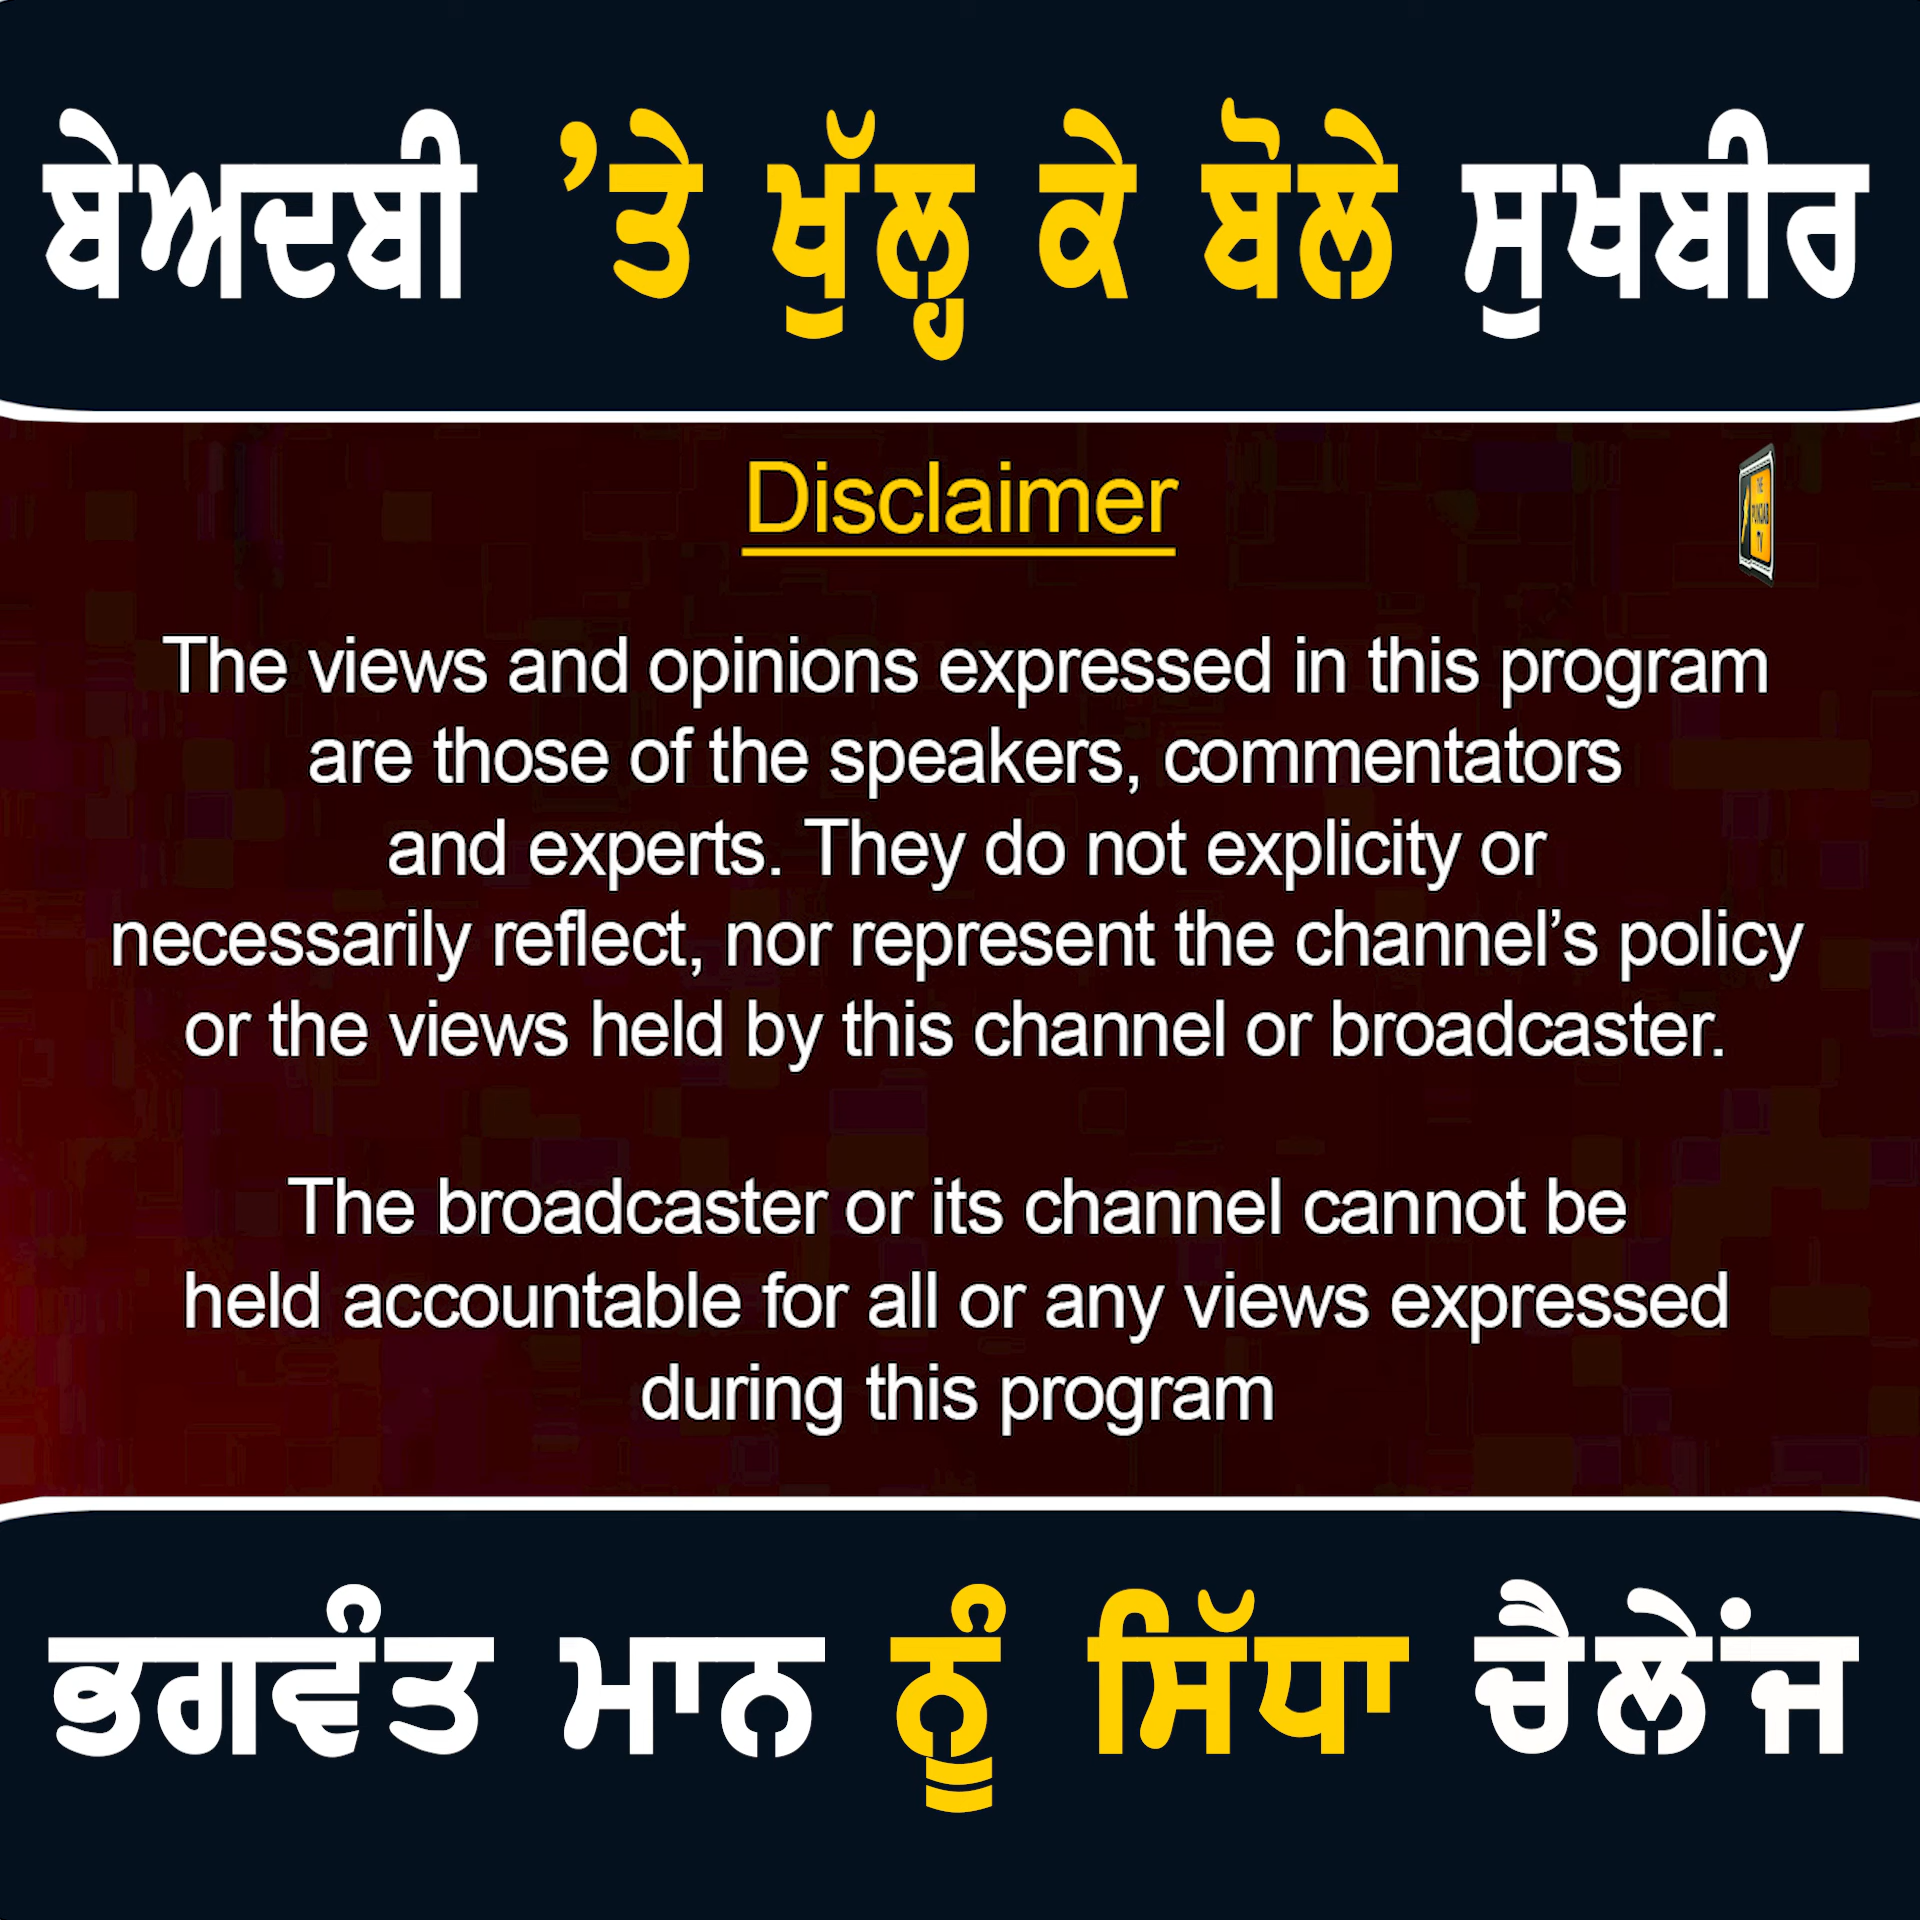 ਬੇਅਦਬੀ ’ਤੇ ਖੁੱਲ੍ਹ ਕੇ ਬੋਲੇ ਸੁਖਬੀਰ
Disclaimer
THE
PUNJAB
TV
The views and opinions expressed in this program
are those of the speakers, commentators
and experts. They do not explicity or
necessarily reflect, nor represent the channel’s policy
or the views held by this channel or broadcaster.
The broadcaster or its channel cannot be
held accountable for all or any views expressed
during this program
ਭਗਵੰਤ ਮਾਨ ਨੂੰ ਸਿੱਧਾ ਚੈਲੇਂਜ